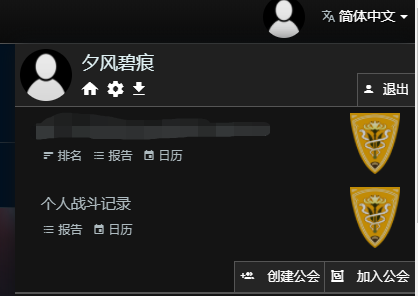 简体中文
夕风碧痕
退出
排名 报告 日历
个人战斗记录
报告 日历
创建公会 加入公会